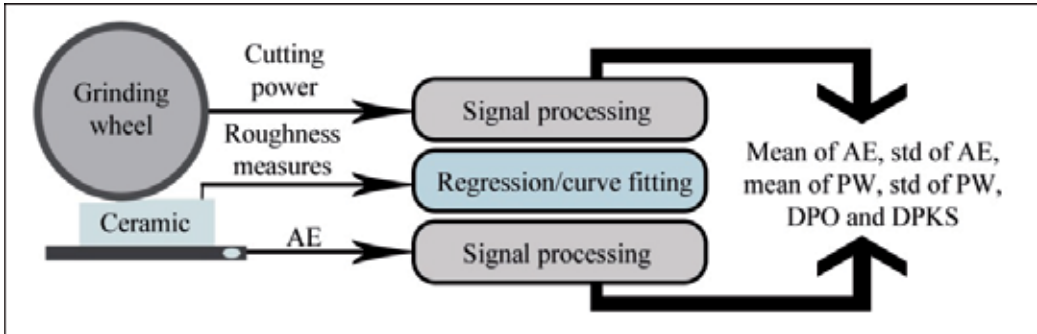 Grinding
wheel
Cutting
power
Signal processing
Roughness
measures
Regression/curve fitting
Ceramic
AE
Signal processing
Mean of AE, std of AE,
mean of PW, std of PW,
DPO and DPKS